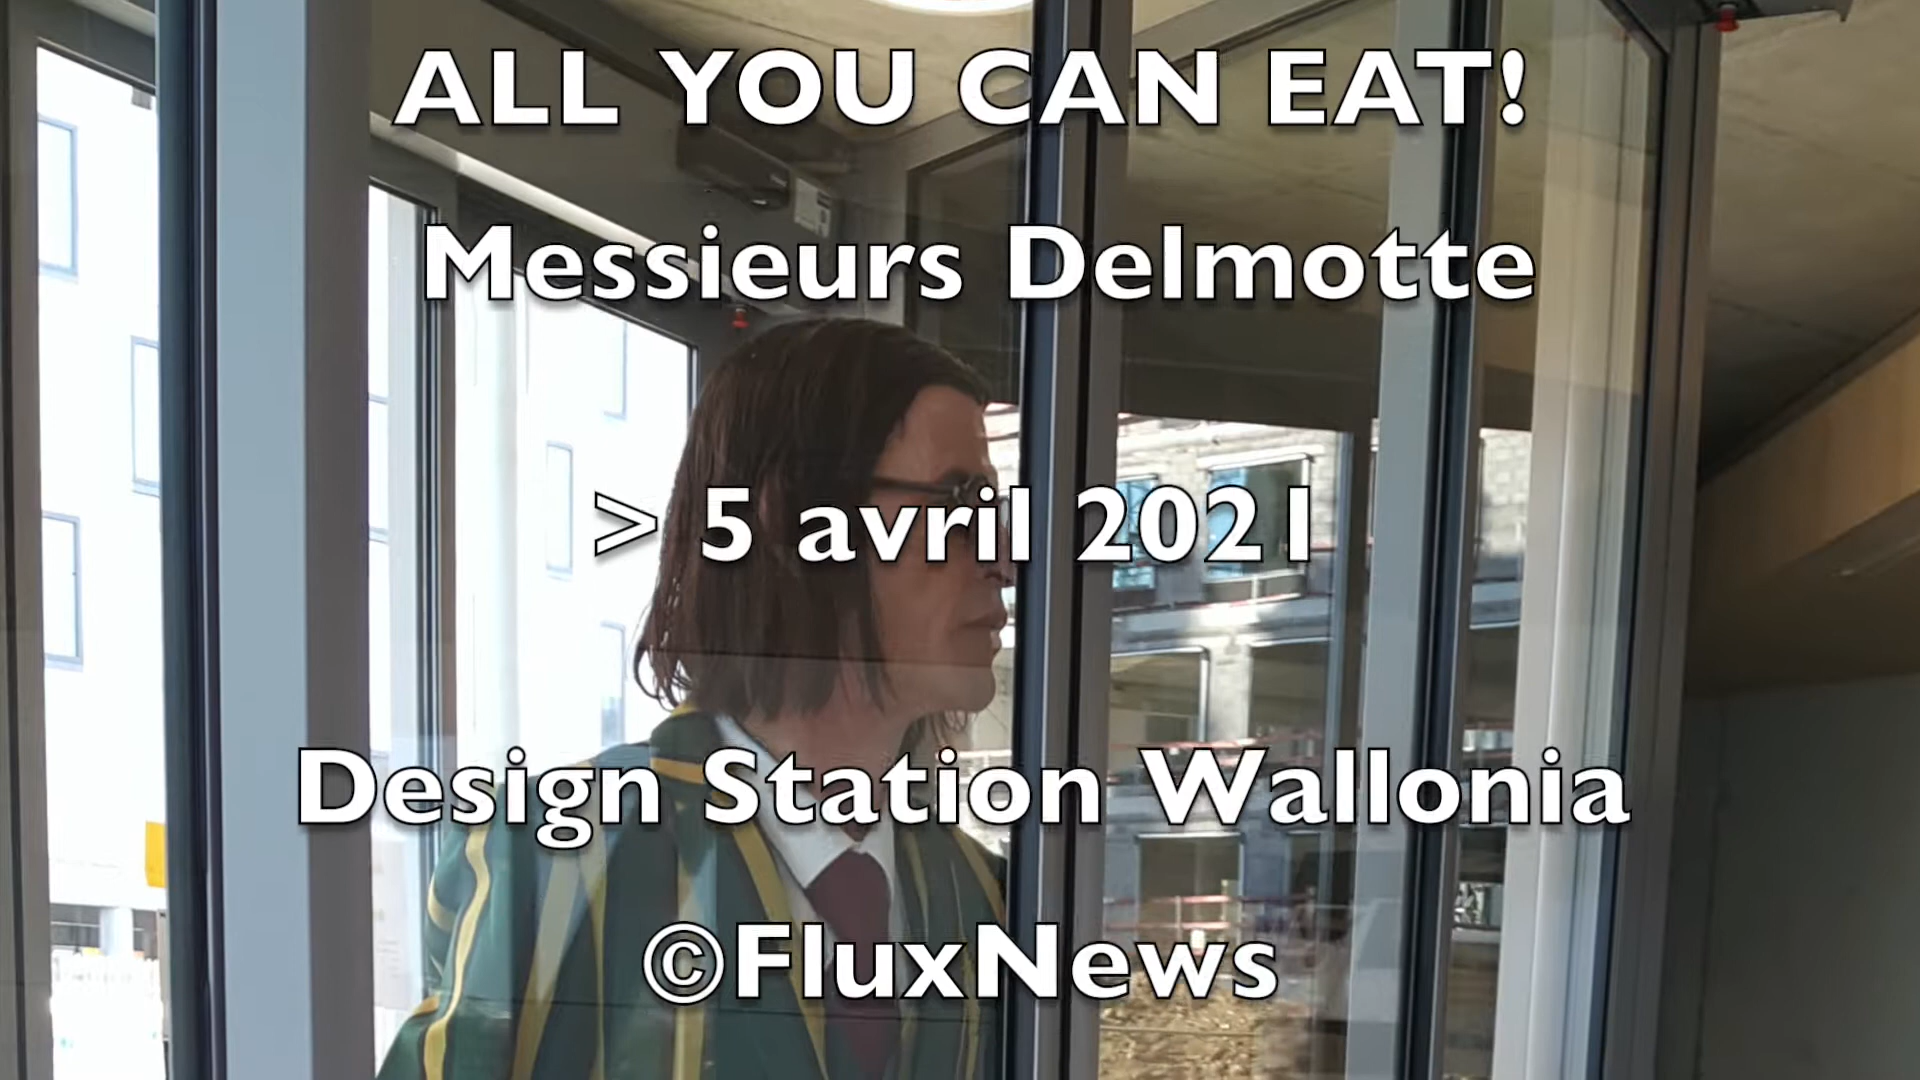 ALL YOU CAN EAT!
Messieurs Delmotte
> 5 avril 2021
Design Station Wallonia
©FluxNews